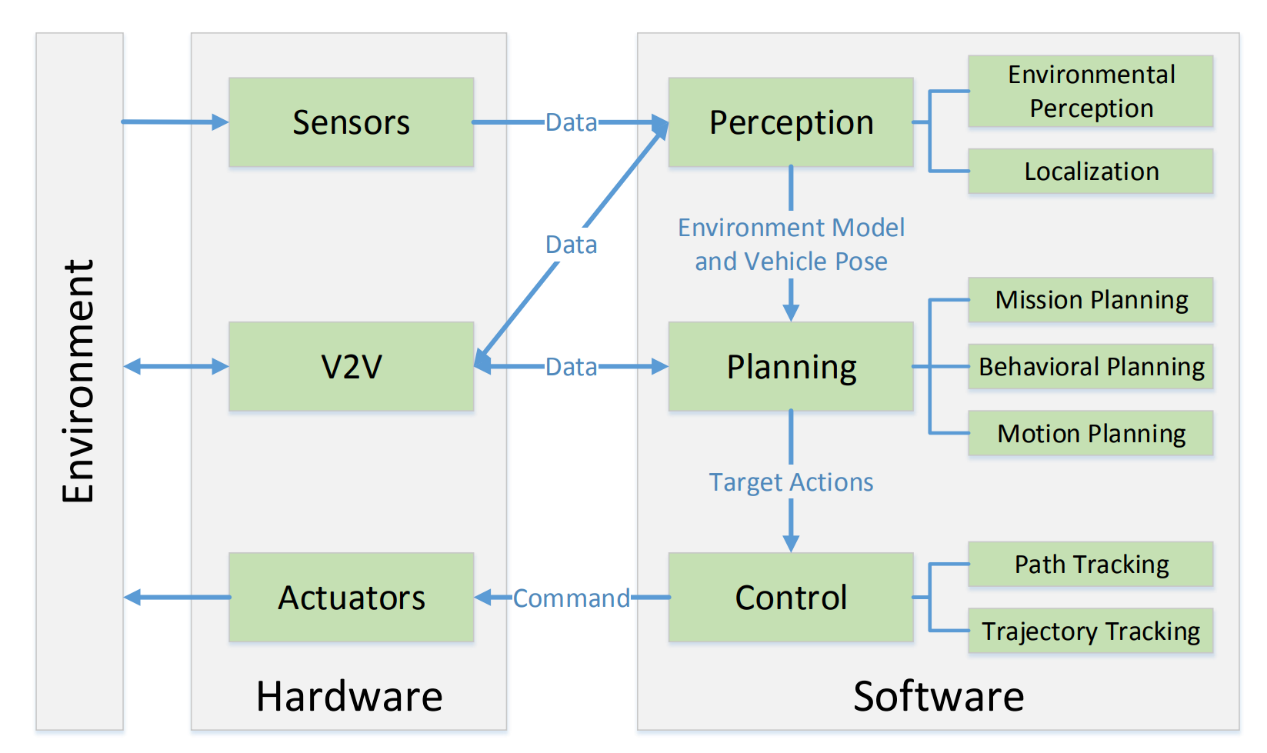 Environment
Sensors
Data
Perception
Environmental
Perception
Localization
Data
Environment Model
and Vehicle Pose
V2V
Data
Planning
Mission Planning
Behavioral Planning
Motion Planning
Target Actions
Actuators
Command
Control
Path Tracking
Trajectory Tracking
Hardware
Software